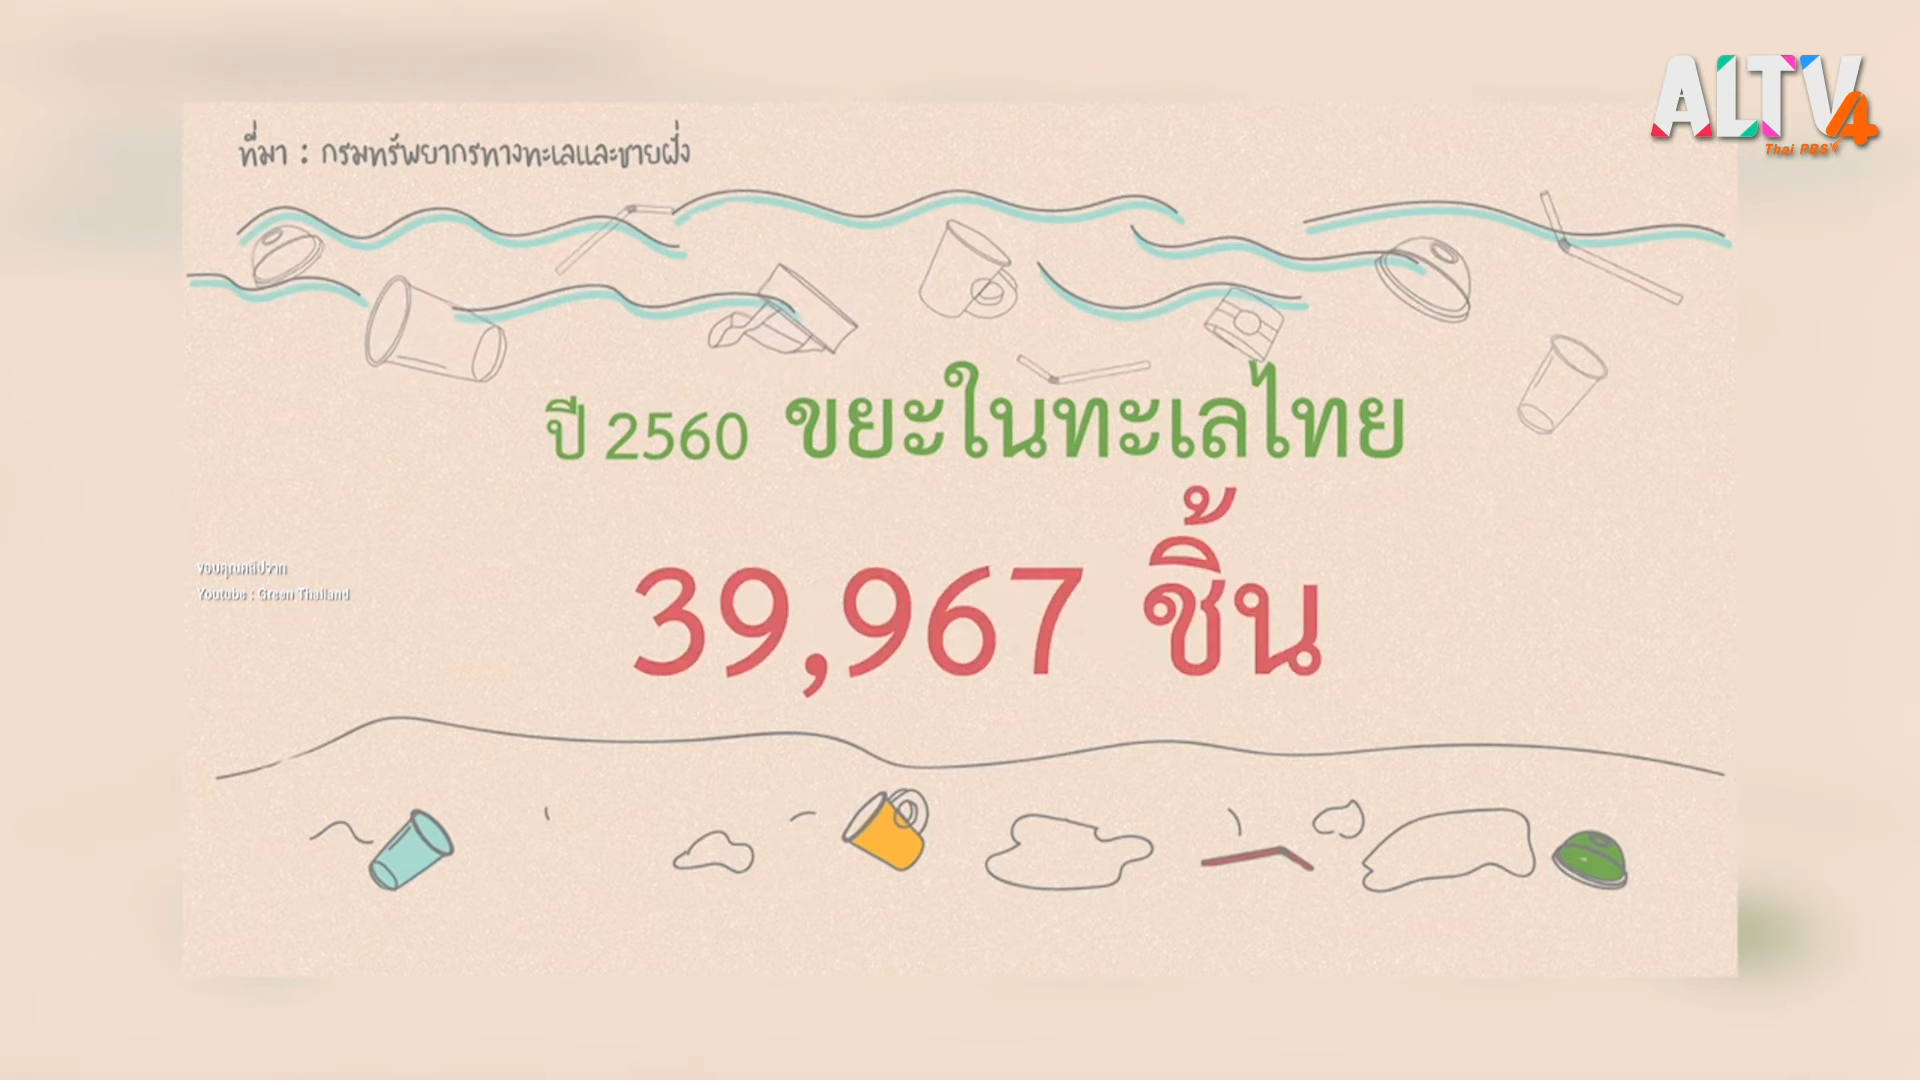 ALTV4
Thai PBS
ที่มา : กรมทรัพยากรทางทะเลและชายฝั่ง
ปี 2560 ขยะในทะเลไทย
39,967 ชิ้น
ขอบคุณคลิปจาก
Youtube : Green Thailand